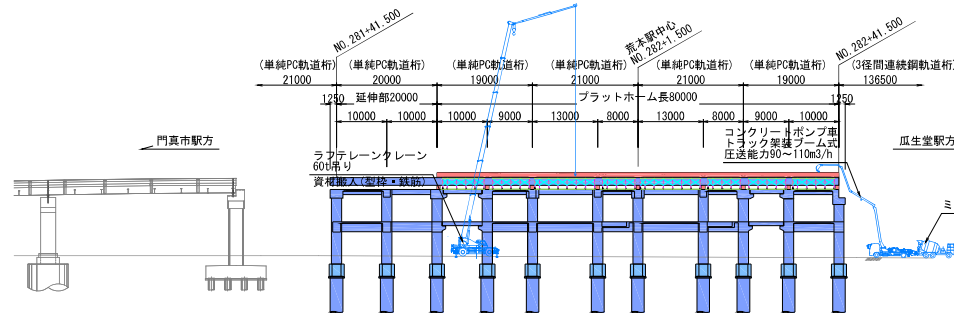 NO.281+41.500
荒本駅中心
NO.282+1.500
NO.282+41.500
(単純PC軌道桁)
(単純PC軌道桁)
(単純PC軌道桁)
(単純PC軌道桁)
(単純PC軌道桁)
(単純PC軌道桁)
(3径間連続鋼軌道桁)
21000
20000
19000
21000
21000
19000
136500
1250
延伸部20000
プラットホーム長80000
1250
10000
10000
10000
9000
13000
8000
13000
8000
9000
10000
門真市駅方
ラフテレーンクレーン
60t吊り
資機搬入(型枠・鉄筋)
コンクリートポンプ車
トラック架装ブーム式
圧送能力90~110m3/h
瓜生堂駅方
ミ